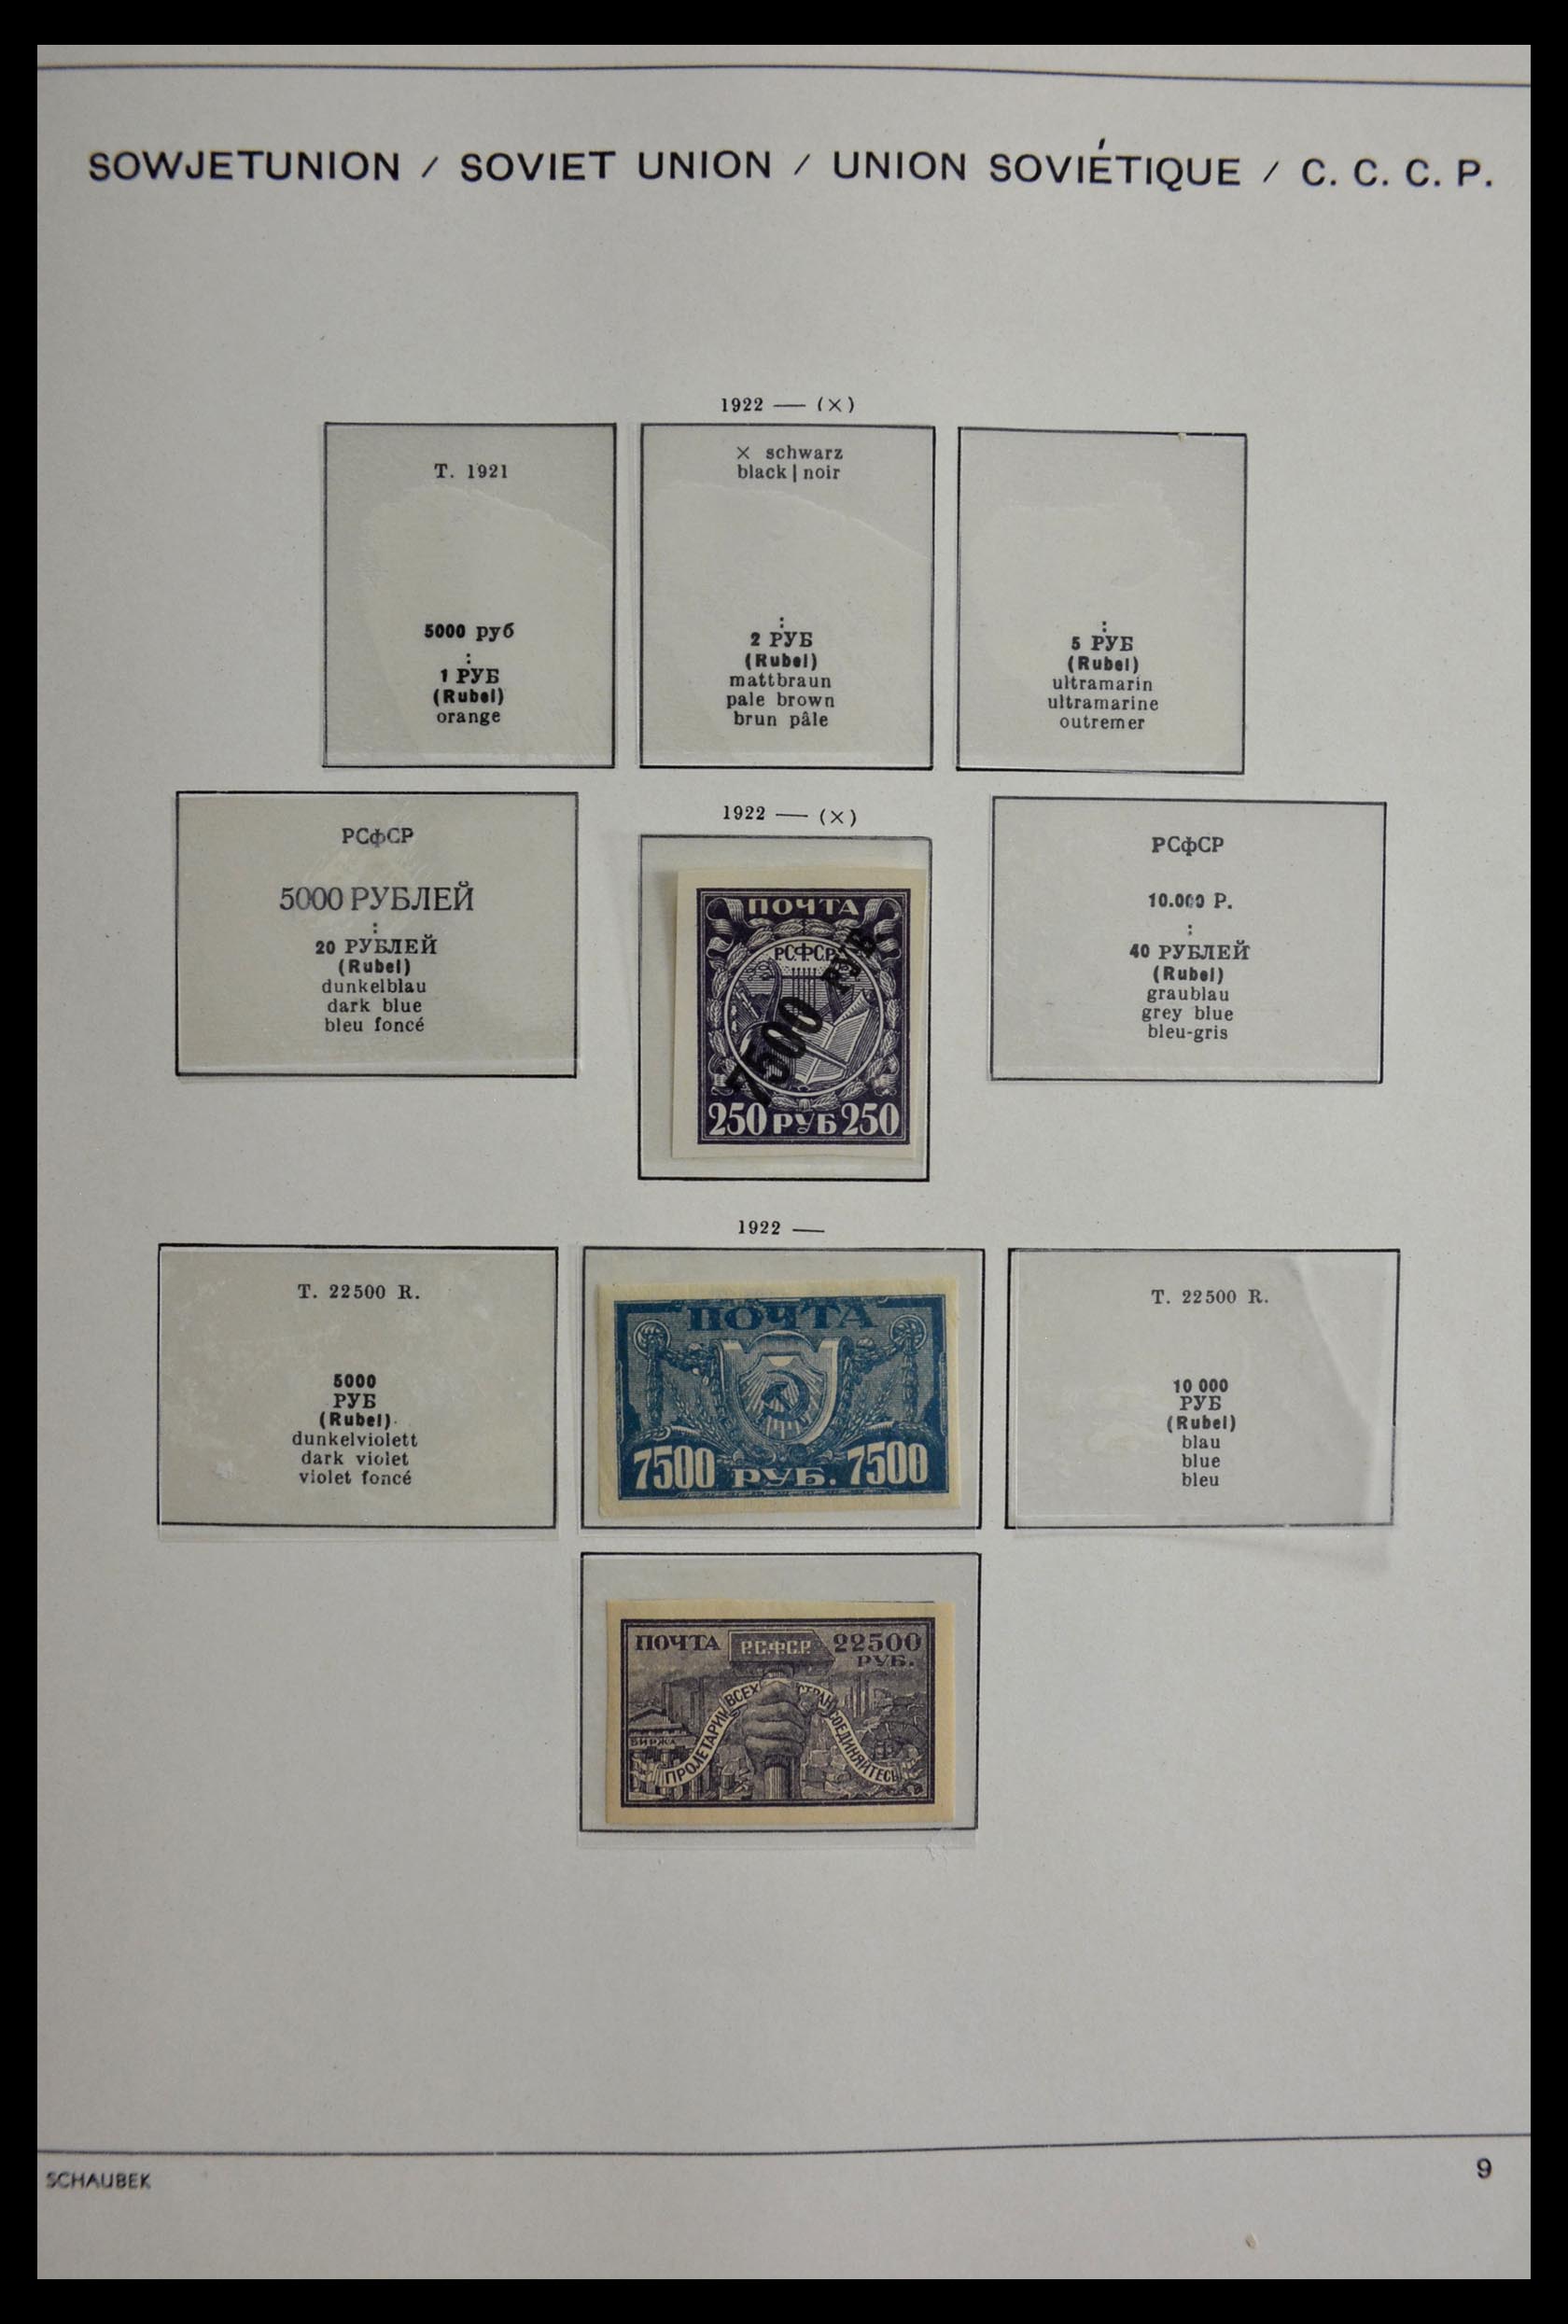 SOWJETUNION / SOVIET UNION / UNION SOVIÉTIQUE / C. C. C. P.
1922 — (×)
T. 1921
5000 руб
:
1 РУБ
(Rubel)
orange
× schwarz
black | noir
:
2 РУБ
(Rubel)
mattbraun
pale brown
brun pâle
:
5 РУБ
(Rubel)
ultramarin
ultramarine
outremer
РСфСР
5000 РУБЛЕЙ
:
20 РУБЛЕЙ
(Rubel)
dunkelblau
dark blue
bleu foncé
1922 — (×)
ПОЧТА
Р.С.Ф.С.Р.
7500 РУБ.
250 РУБ 250
РСфСР
10.000 Р.
:
40 РУБЛЕЙ
(Rubel)
graublau
grey blue
bleu-gris
1922 —
T. 22500 R.
5000
РУБ
(Rubel)
dunkelviolett
dark violet
violet foncé
ПОЧТА
7500 РУБ. 7500
T. 22500 R.
10 000
РУБ
(Rubel)
blau
blue
bleu
ПОЧТА Р.С.Ф.С.Р. 22500
РУБ.
ПРОЛЕТАРИИ ВСЕХ СТРАН СОЕДИНЯЙТЕСЬ
БИРЖА
SCHAUBEK
9